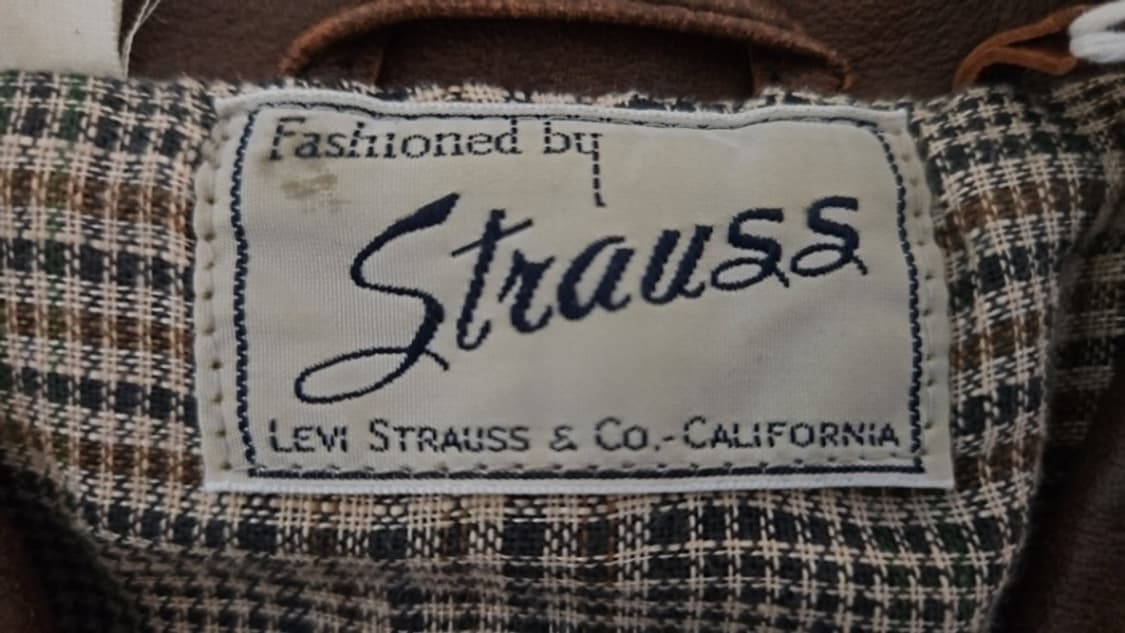 Fashioned by
Strauss
LEVI STRAUSS & CO.-CALIFORNIA